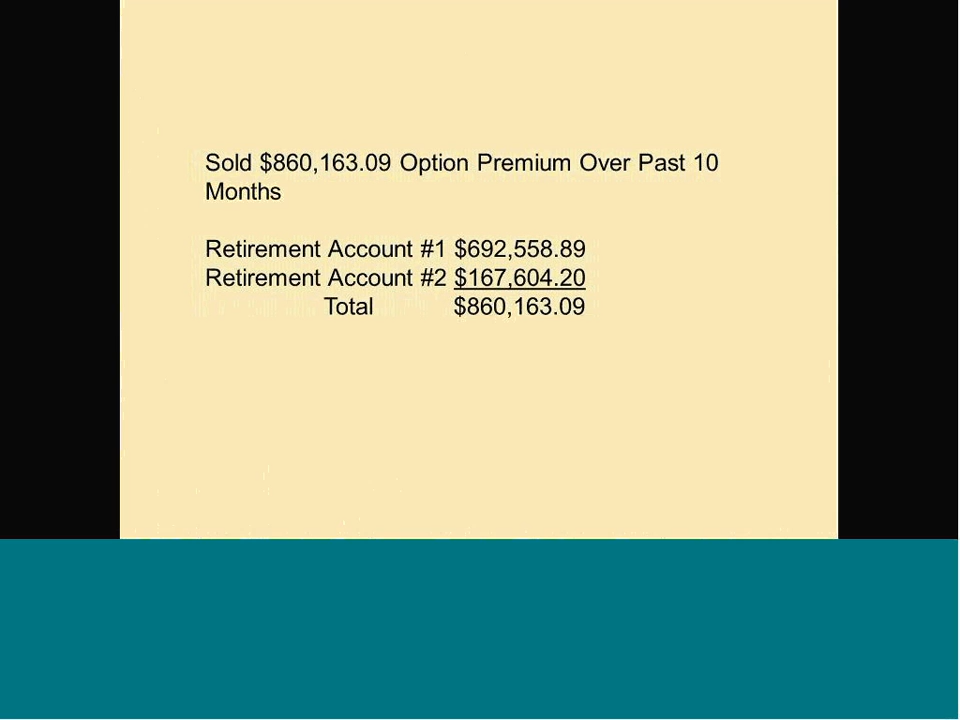 Sold $860,163.09 Option Premium Over Past 10
Months
Retirement Account #1 $692,558.89
Retirement Account #2 $167,604.20
Total $860,163.09